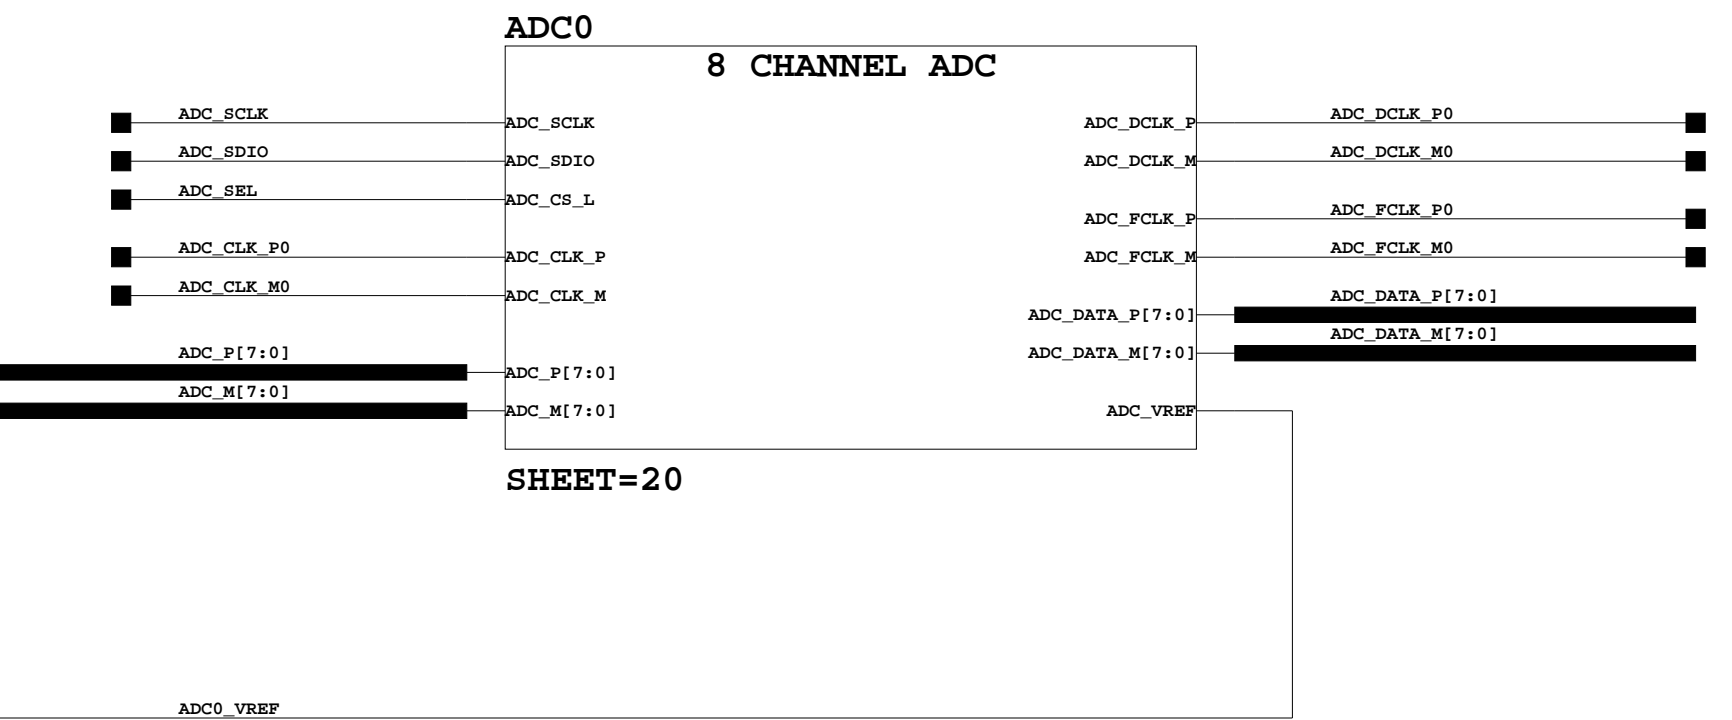 ADC0
8 CHANNEL ADC
ADC_SCLK
ADC_SCLK
ADC_DCLK_P
ADC_DCLK_P0
ADC_SDIO
ADC_SDIO
ADC_DCLK_M
ADC_DCLK_M0
ADC_SEL
ADC_CS_L
ADC_FCLK_P
ADC_FCLK_P0
ADC_CLK_P0
ADC_CLK_P
ADC_FCLK_M
ADC_FCLK_M0
ADC_CLK_M0
ADC_CLK_M
ADC_DATA_P[7:0]
ADC_DATA_P[7:0]
ADC_DATA_M[7:0]
ADC_DATA_M[7:0]
ADC_P[7:0]
ADC_P[7:0]
ADC_M[7:0]
ADC_M[7:0]
ADC_VREF
SHEET=20
ADC0_VREF